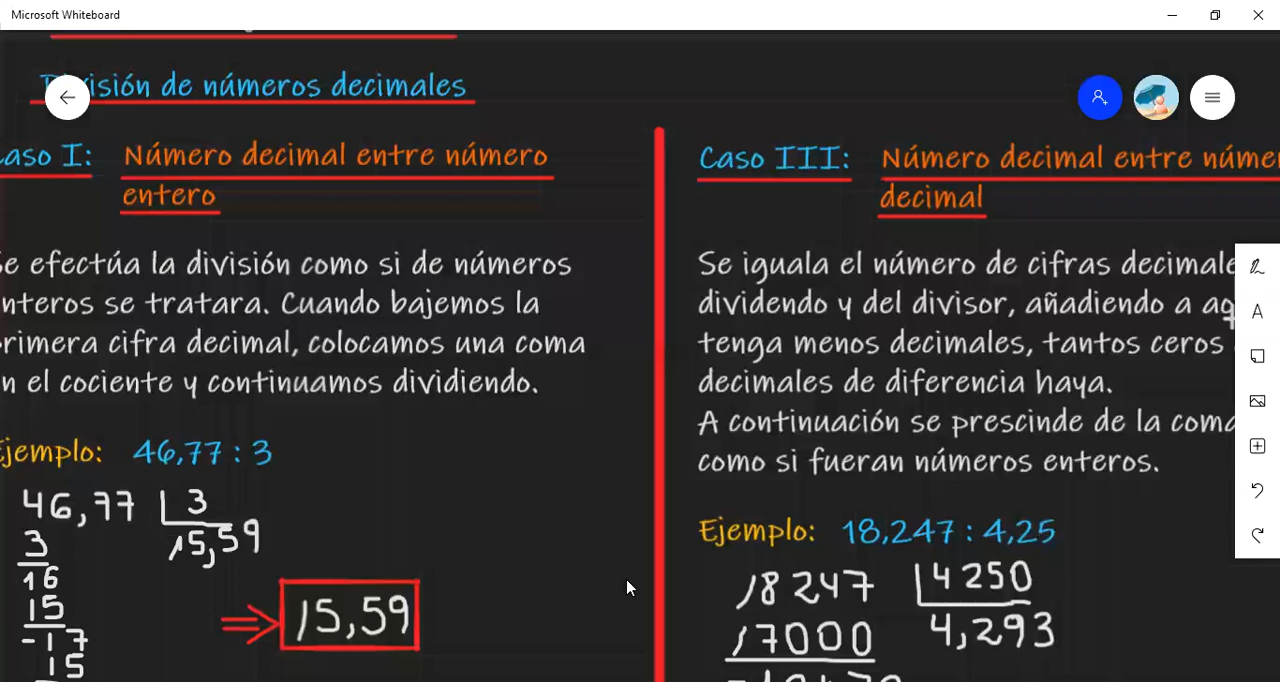 Microsoft Whiteboard
División de números decimales
aso I: Número decimal entre número
entero
Se efectúa la división como si de números
nteros se tratara. Cuando bajemos la
rimera cifra decimal, colocamos una coma
n el cociente y continuamos dividiendo.
jemplo: 46,77 : 3
46,77 3
3 15,59
16
15
-17
15
15,59
Caso III: Número decimal entre núme
decimal
Se iguala el número de cifras decimale
dividendo y del divisor, añadiendo a aq
tenga menos decimales, tantos ceros
decimales de diferencia haya.
A continuación se prescinde de la coma
como si fueran números enteros.
Ejemplo: 18,247 : 4,25
18247 4250
17000 4,293